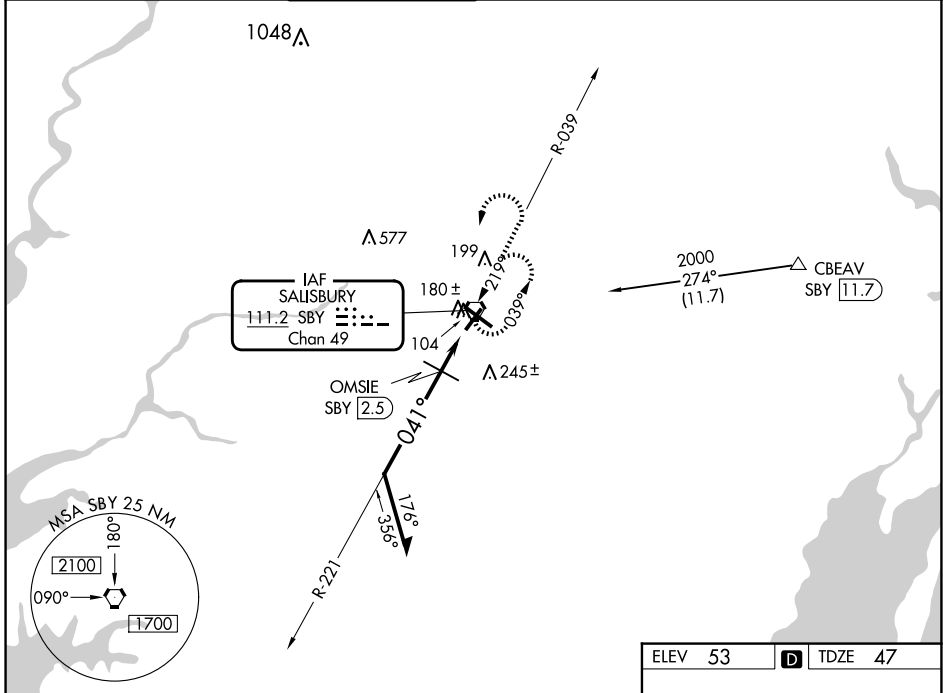 1048
R-039
577
199
219°
2000
274°
(11.7)
CBEAV
SBY 11.7
IAF
SALISBURY
111.2 SBY
Chan 49
180±
039°
104
245±
OMSIE
SBY 2.5
041°
176°
356°
R-221
MSA SBY 25 NM
180°
2100
090°
1700
ELEV 53 D TDZE 47